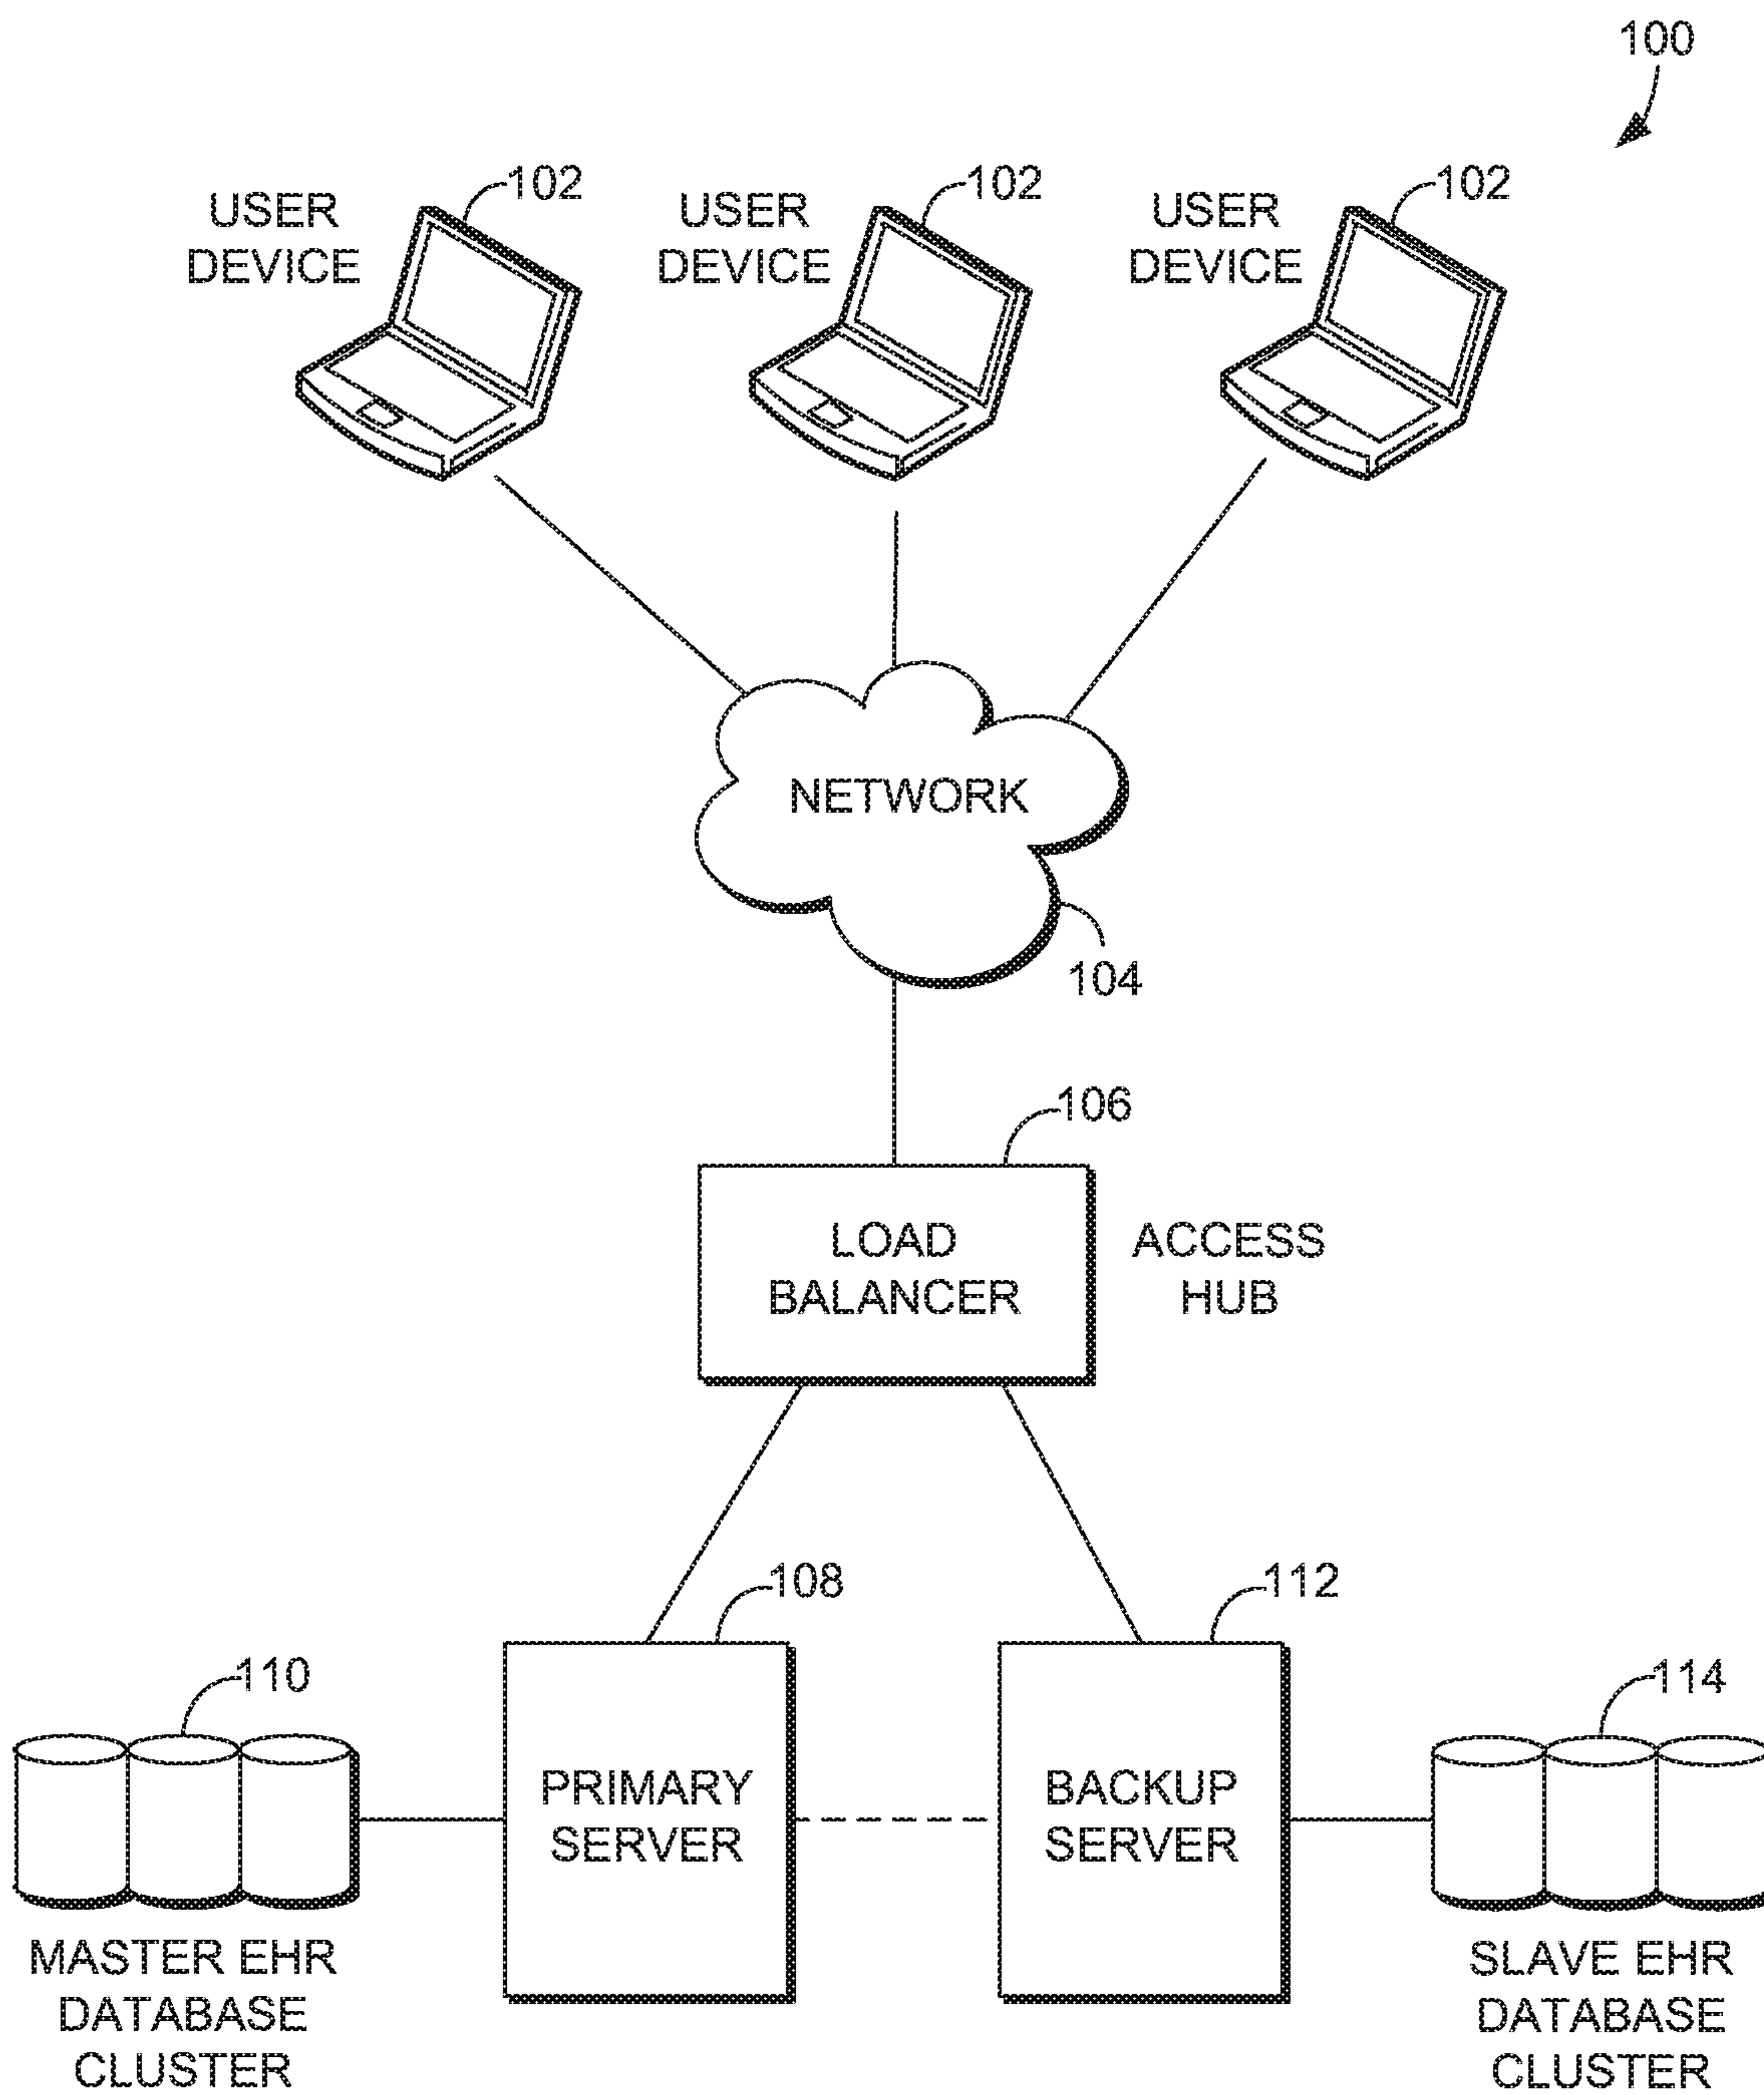 100
102
USER
DEVICE
102
USER
DEVICE
102
USER
DEVICE
NETWORK
104
106
LOAD
BALANCER
ACCESS
HUB
108
112
110
114
PRIMARY
SERVER
BACKUP
SERVER
MASTER EHR
DATABASE
CLUSTER
SLAVE EHR
DATABASE
CLUSTER